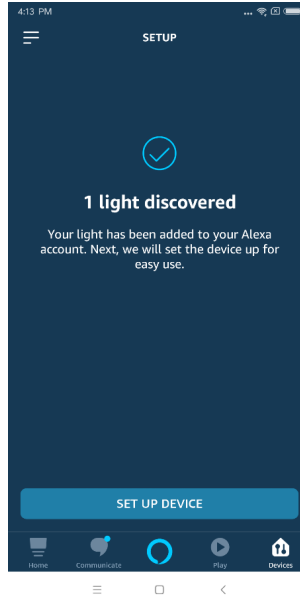 4:13 PM
SETUP
1 light discovered
Your light has been added to your Alexa
account. Next, we will set the device up for
easy use.
SET UP DEVICE
Home Communicate Play Devices